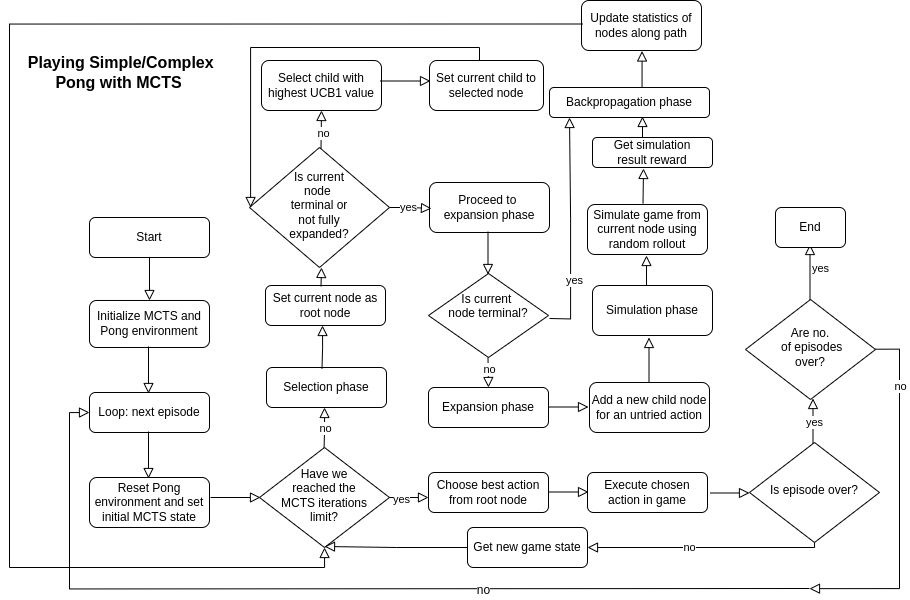 Playing Simple/Complex
Pong with MCTS
Update statistics of
nodes along path
Select child with
highest UCB1 value
Set current child to
selected node
Backpropagation phase
no
Get simulation
result reward
Is current
node
terminal or
not fully
expanded?
yes
Proceed to
expansion phase
Simulate game from
current node using
random rollout
Start
End
yes
yes
Set current node as
root node
Is current
node terminal?
Simulation phase
Initialize MCTS and
Pong environment
Are no.
of episodes
over?
no
no
Selection phase
Expansion phase
Add a new child node
for an untried action
Loop: next episode
no
yes
Have we
reached the
MCTS iterations
limit?
yes
Reset Pong
environment and set
initial MCTS state
Choose best action
from root node
Execute chosen
action in game
Is episode over?
Get new game state
no
no